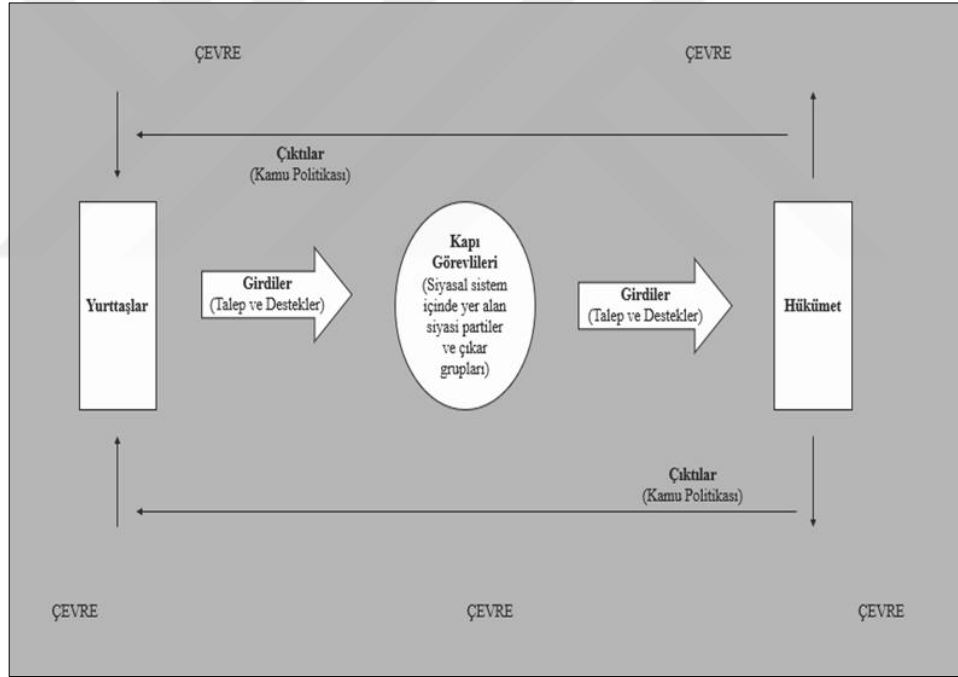 ÇEVRE
ÇEVRE
Çıktılar
(Kamu Politikası)
Yurttaşlar
Girdiler
(Talep ve Destekler)
Kapı
Görevlileri
(Siyasal sistem
içinde yer alan
siyasi partiler
ve çıkar
grupları)
Girdiler
(Talep ve Destekler)
Hükümet
Çıktılar
(Kamu Politikası)
ÇEVRE
ÇEVRE
ÇEVRE